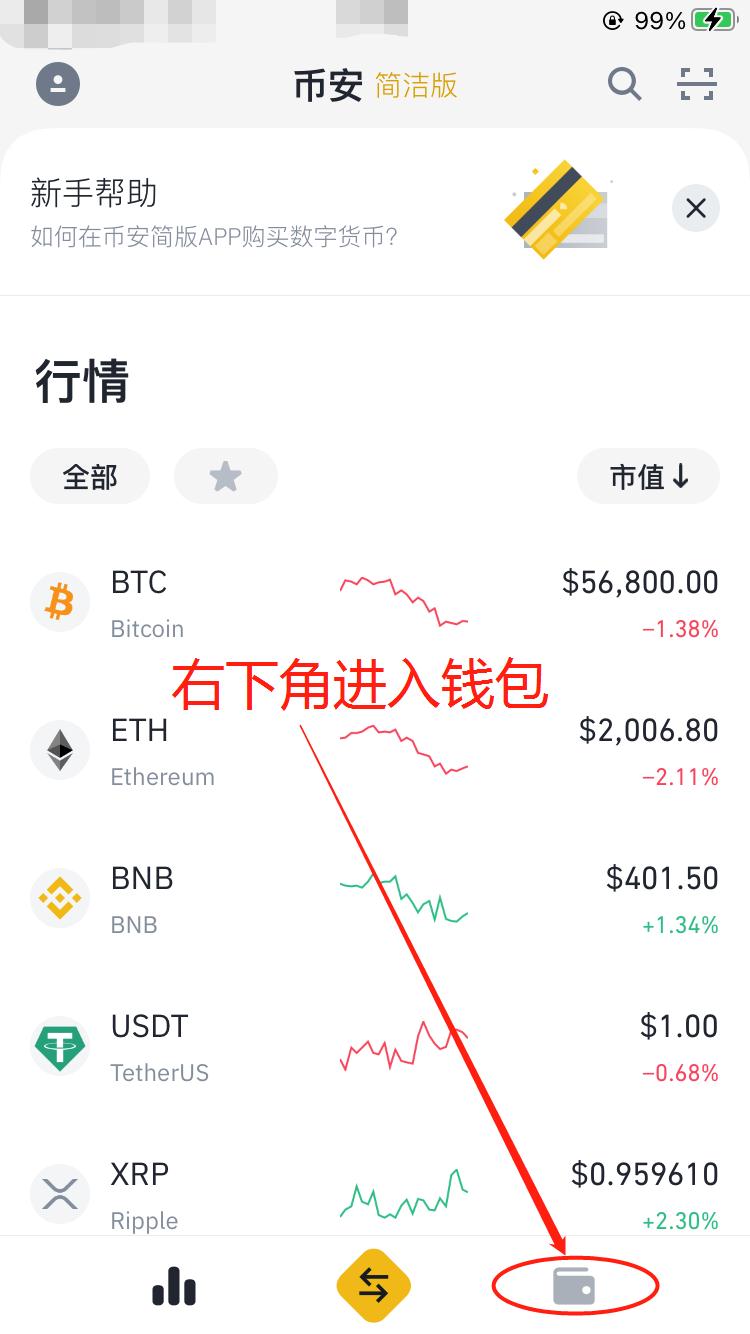 99%
币安 简洁版
新手帮助
如何在币安简版APP购买数字货币?
行情
全部
市值↓
BTC
$56,800.00
Bitcoin
-1.38%
右下角进入钱包
ETH
$2,006.80
Ethereum
-2.11%
BNB
$401.50
BNB
+1.34%
USDT
$1.00
TetherUS
-0.68%
XRP
$0.959610
Ripple
+2.30%